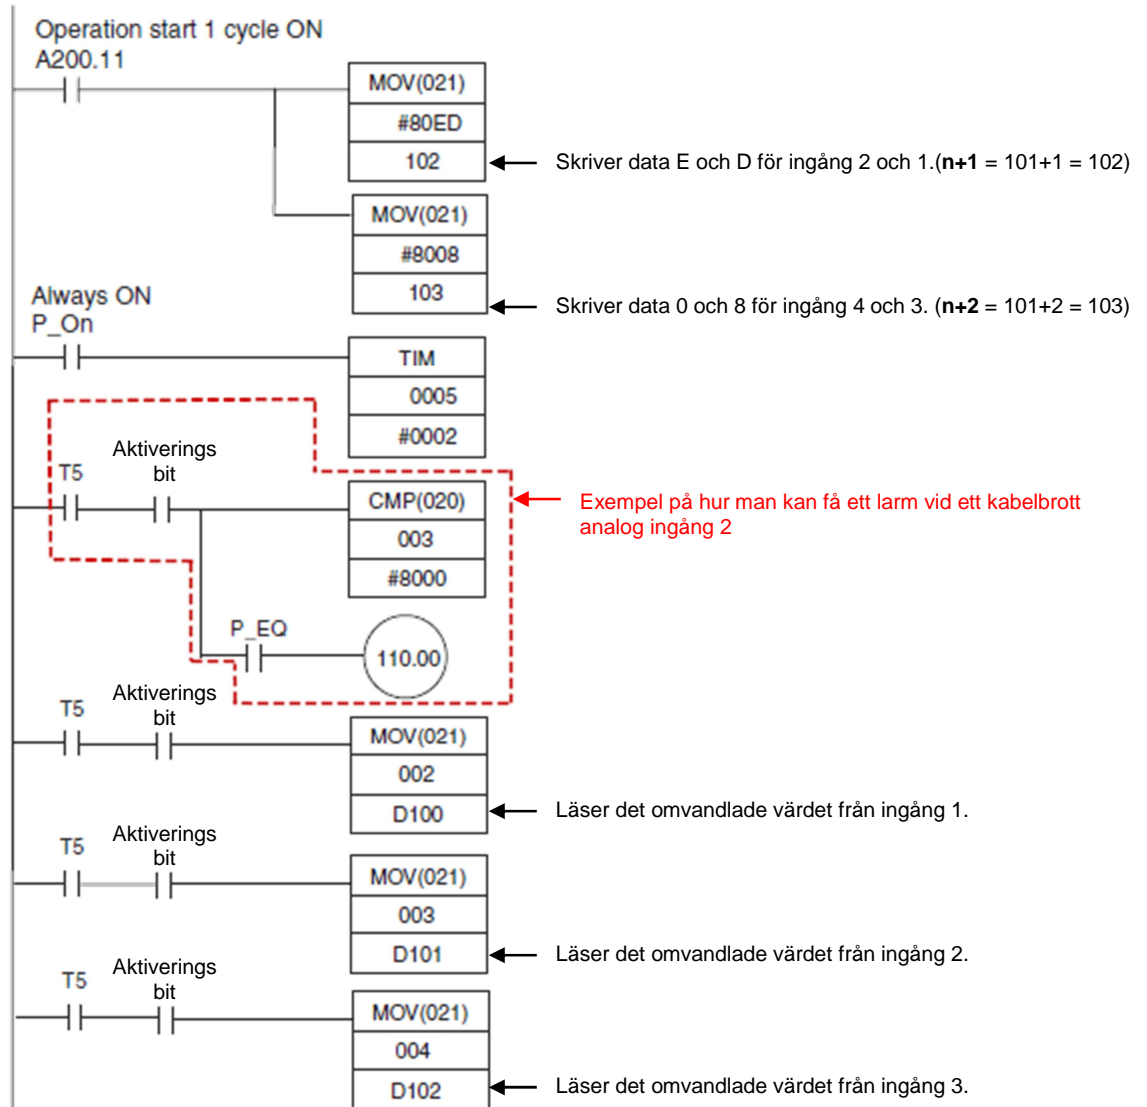 Operation start 1 cycle ON
A200.11
MOV(021)
#80ED
102
Skriver data E och D för ingång 2 och 1.(n+1 = 101+1 = 102)
MOV(021)
#8008
103
Skriver data 0 och 8 för ingång 4 och 3. (n+2 = 101+2 = 103)
Always ON
P_On
TIM
0005
#0002
T5
Aktiverings
bit
CMP(020)
003
#8000
Exempel på hur man kan få ett larm vid ett kabelbrott
analog ingång 2
P_EQ
110.00
T5
Aktiverings
bit
MOV(021)
002
D100
Läser det omvandlade värdet från ingång 1.
T5
Aktiverings
bit
MOV(021)
003
D101
Läser det omvandlade värdet från ingång 2.
T5
Aktiverings
bit
MOV(021)
004
D102
Läser det omvandlade värdet från ingång 3.